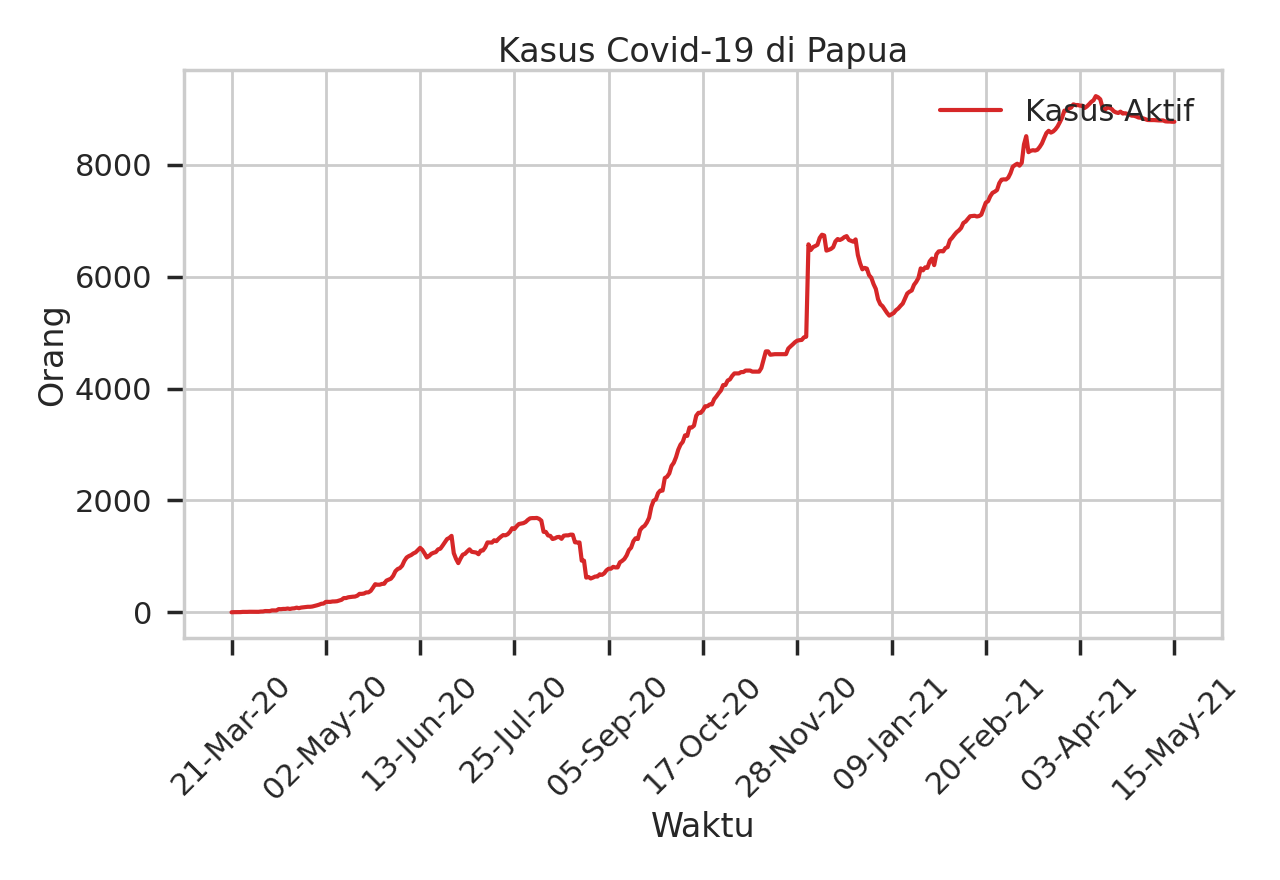 Kasus Covid-19 di Papua
Kasus Aktif
8000
6000
4000
2000
0
Orang
21-Mar-20
02-May-20
13-Jun-20
25-Jul-20
05-Sep-20
17-Oct-20
28-Nov-20
09-Jan-21
20-Feb-21
03-Apr-21
15-May-21
Waktu